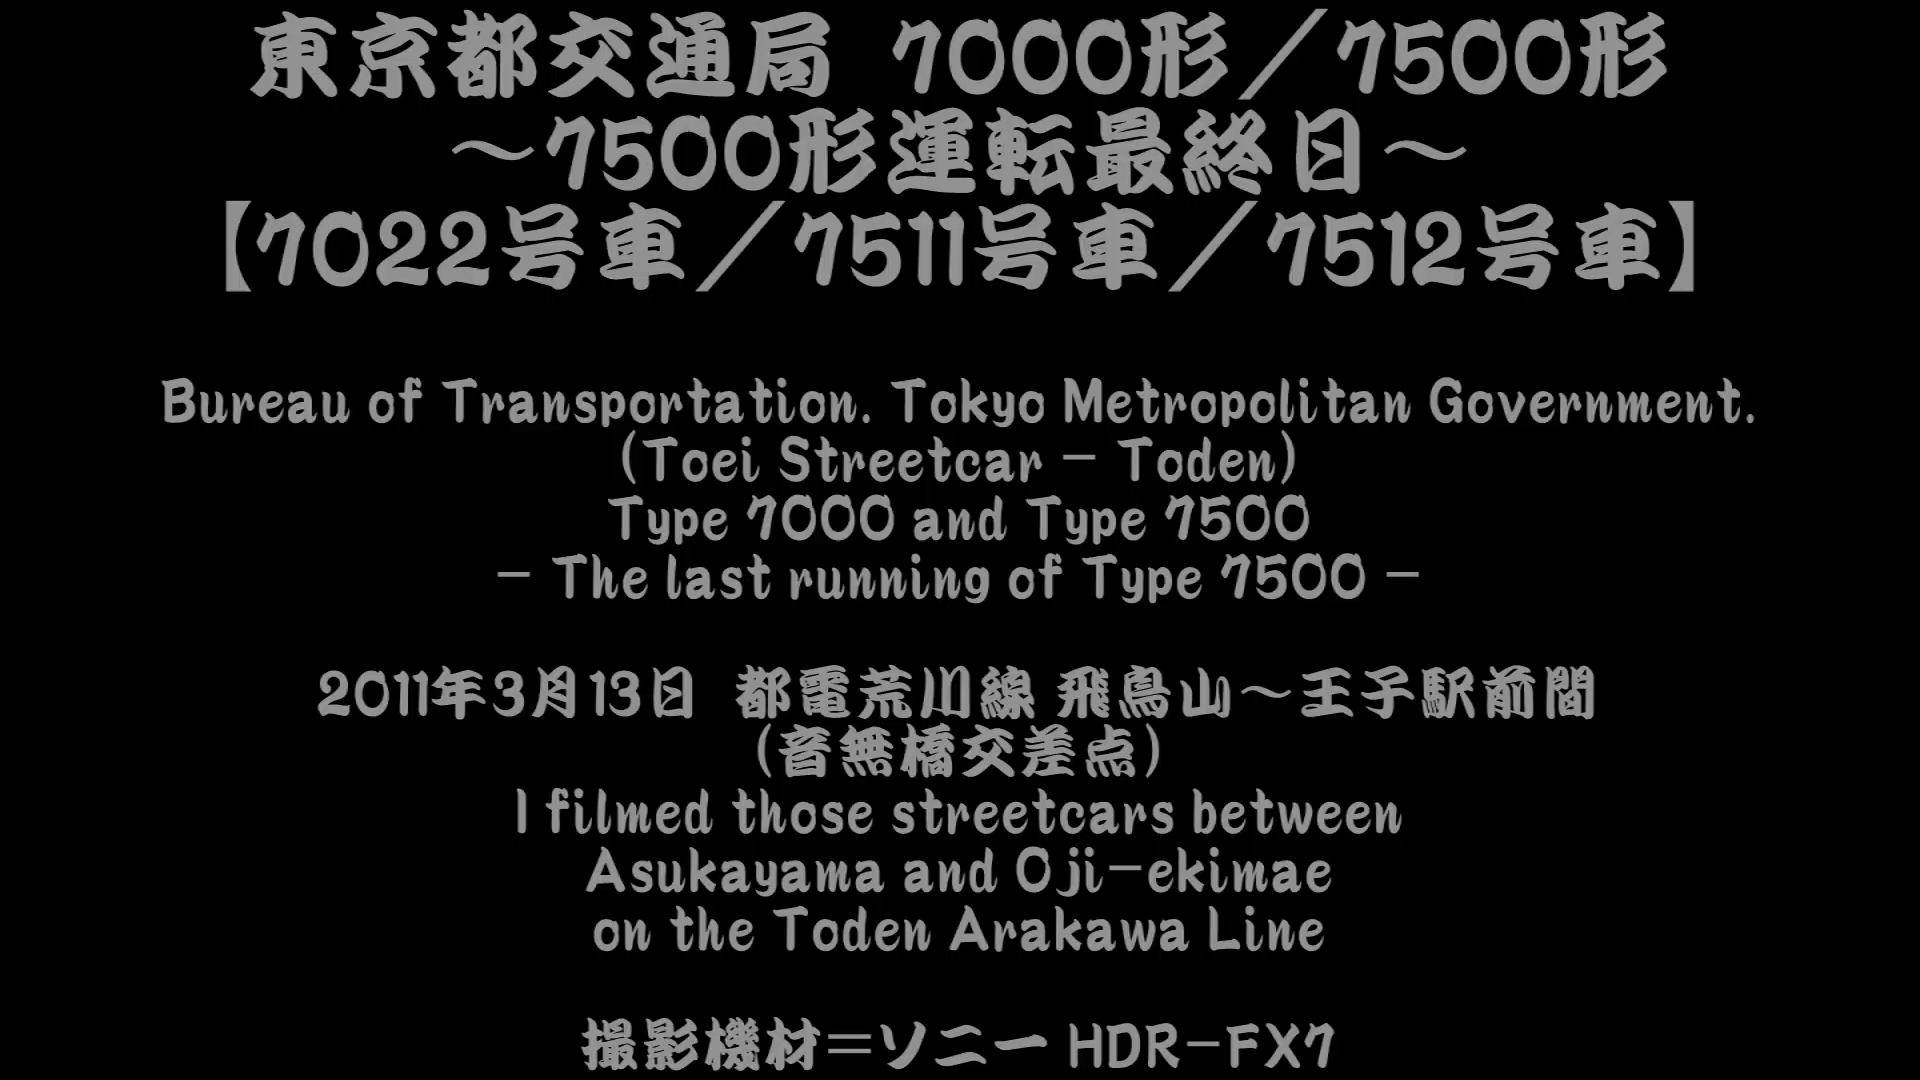 東京都交通局 7000形／7500形
～7500形運転最終日～
【7022号車／7511号車／7512号車】
Bureau of Transportation. Tokyo Metropolitan Government.
(Toei Streetcar - Toden)
Type 7000 and Type 7500
- The last running of Type 7500 -
2011年3月13日 都電荒川線 飛鳥山～王子駅前間
(音無橋交差点)
I filmed those streetcars between
Asukayama and Oji-ekimae
on the Toden Arakawa Line
撮影機材＝ソニー HDR-FX7